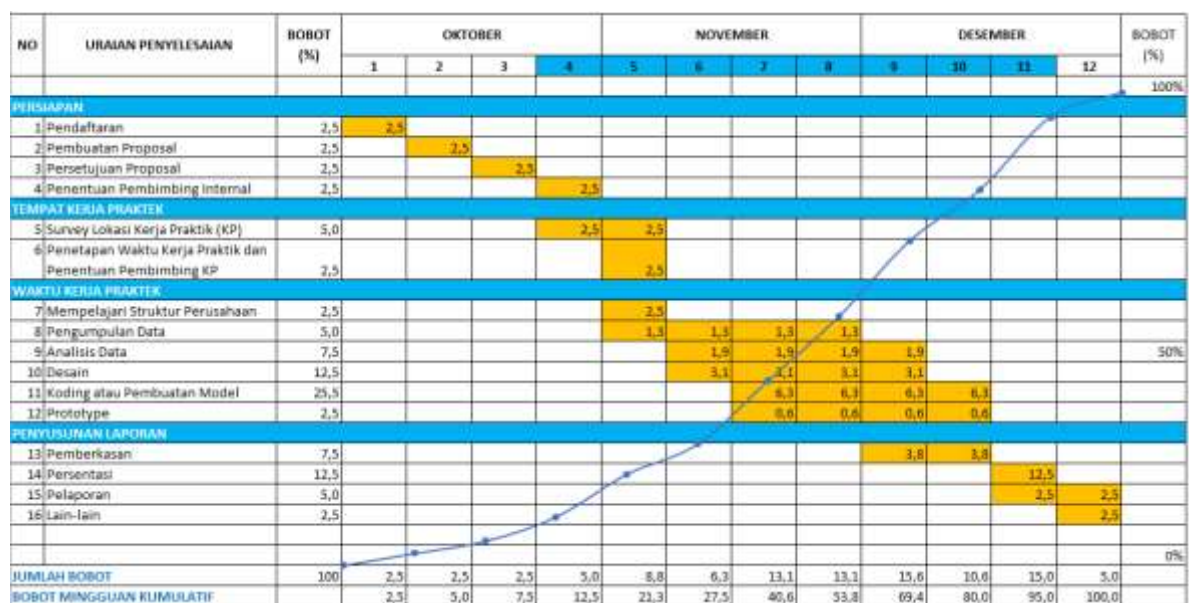 NO URAIAN PENYELESAIAN BOBOT (%) OKTOBER NOVEMBER DESEMBER BOBOT (%)
1 2 3 4 5 6 7 8 9 10 11 12
100%
PERSIAPAN
1 Pendaftaran 2,5 2,5
2 Pembuatan Proposal 2,5 2,5
3 Persetujuan Proposal 2,5 2,5
4 Penentuan Pembimbing Internal 2,5 2,5
TEMPAT KERJA PRAKTEK
5 Survey Lokasi Kerja Praktik (KP) 5,0 2,5 2,5
6 Penetapan Waktu Kerja Praktik dan
Penentuan Pembimbing KP 2,5 2,5
WAKTU KERJA PRAKTEK
7 Mempelajari Struktur Perusahaan 2,5 2,5
8 Pengumpulan Data 5,0 1,3 1,3 1,3 1,3
9 Analisis Data 7,5 1,9 1,9 1,9 1,9 50%
10 Desain 12,5 3,1 3,1 3,1 3,1
11 Koding atau Pembuatan Model 25,5 6,3 6,3 6,3 6,3
12 Prototype 2,5 0,6 0,6 0,6 0,6
PENYUSUNAN LAPORAN
13 Pemberkasan 7,5 3,8 3,8
14 Persentasi 12,5 12,5
15 Pelaporan 5,0 2,5 2,5
16 Lain-lain 2,5 2,5
0%
JUMLAH BOBOT 100 2,5 2,5 2,5 5,0 8,8 6,3 13,1 13,1 15,6 10,6 15,0 5,0
BOBOT MINGGUAN KUMULATIF 2,5 5,0 7,5 12,5 21,3 27,5 40,6 53,8 69,4 80,0 95,0 100,0